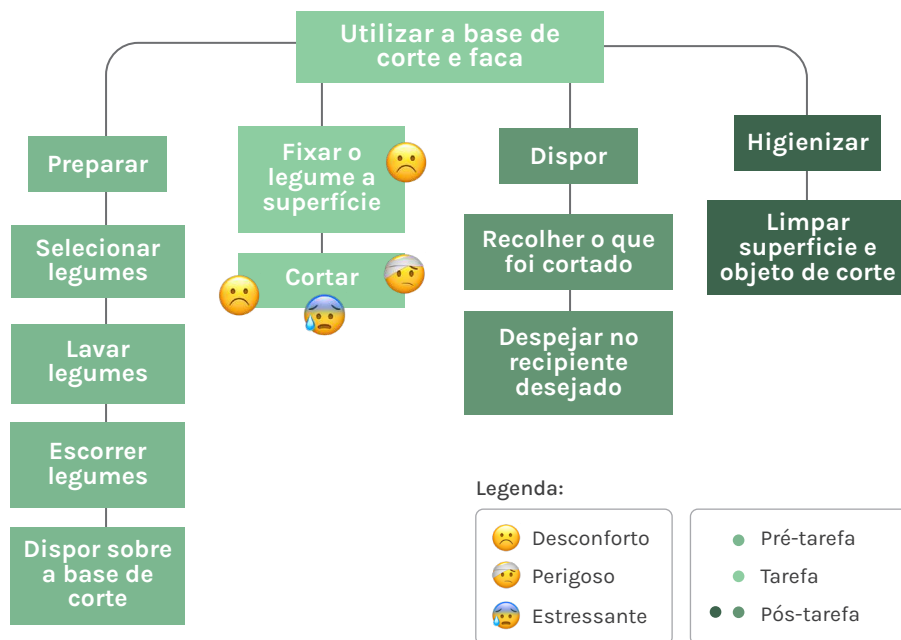 Utilizar a base de
corte e faca
Preparar
Selecionar
legumes
Lavar
legumes
Escorrer
legumes
Dispor sobre
a base de
corte
Fixar o
legume a
superfície
Cortar
Dispor
Recolher o que
foi cortado
Despejar no
recipiente
desejado
Higienizar
Limpar
superficie e
objeto de corte
Legenda:
Desconforto
Perigoso
Estressante
Pré-tarefa
Tarefa
Pós-tarefa